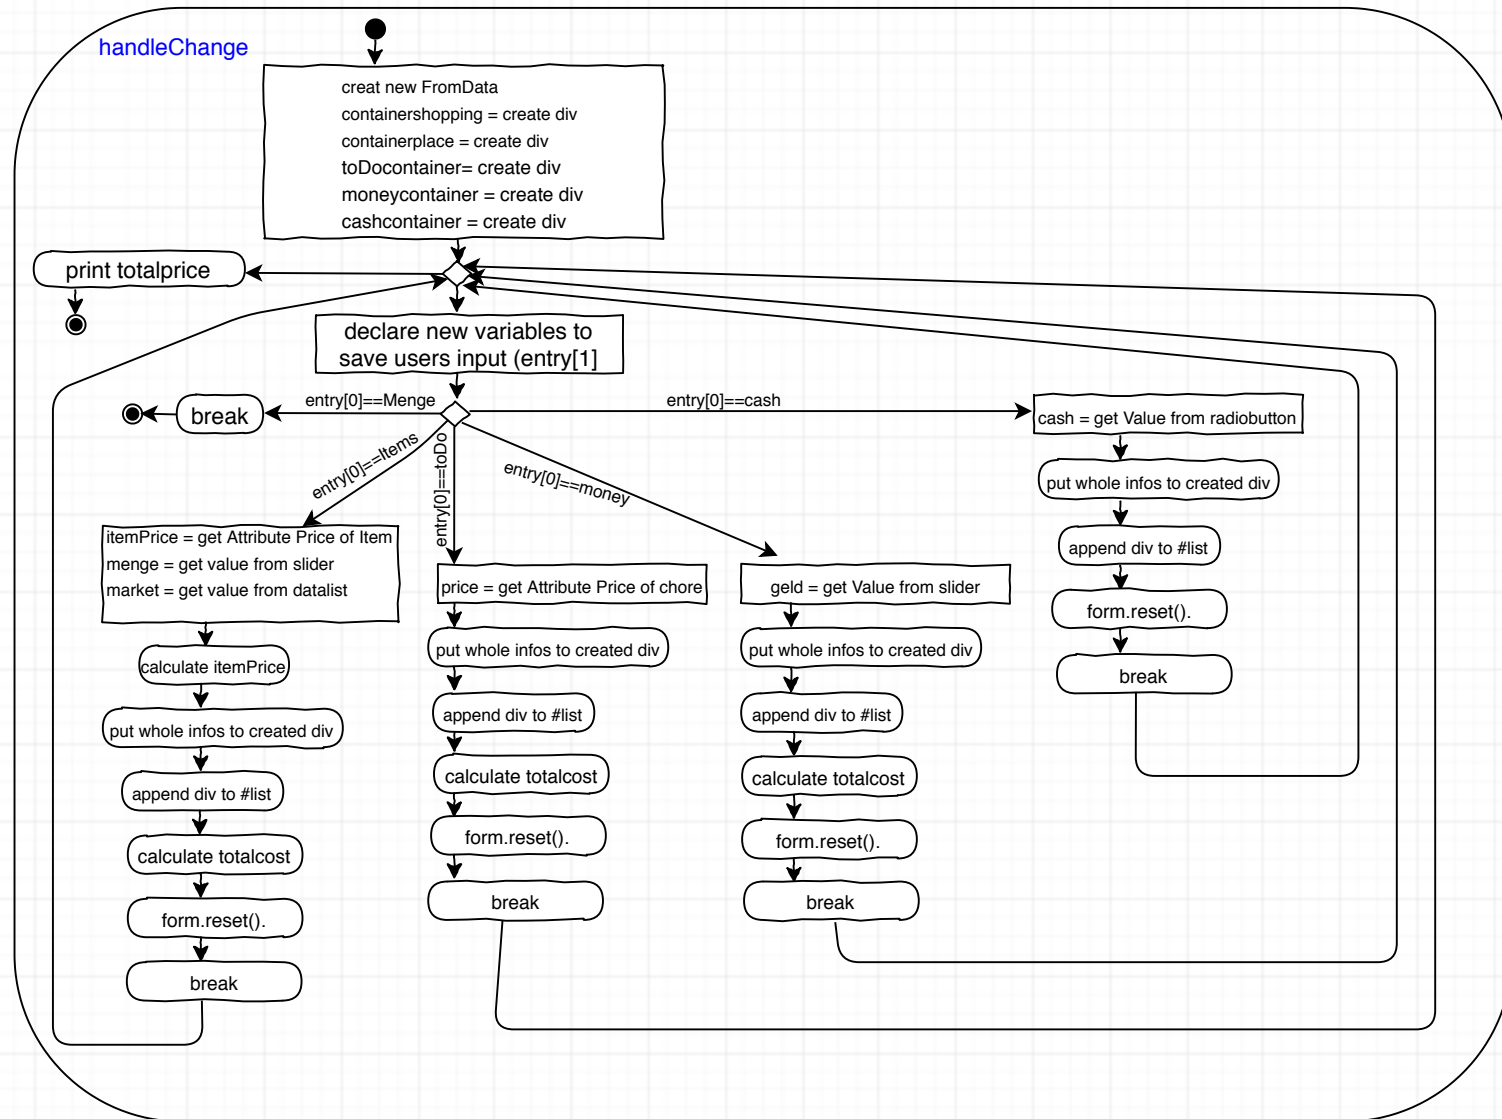 handleChange
creat new FromData
containershopping = create div
containerplace = create div
toDocontainer= create div
moneycontainer = create div
cashcontainer = create div
print totalprice
declare new variables to
save users input (entry[1]
entry[0]==Menge
break
entry[0]==cash
entry[0]==Items
entry[0]==toDo
entry[0]==money
itemPrice = get Attribute Price of Item
menge = get value from slider
market = get value from datalist
calculate itemPrice
put whole infos to created div
append div to #list
calculate totalcost
form.reset().
break
price = get Attribute Price of chore
put whole infos to created div
append div to #list
calculate totalcost
form.reset().
break
geld = get Value from slider
put whole infos to created div
append div to #list
calculate totalcost
form.reset().
break
cash = get Value from radiobutton
put whole infos to created div
append div to #list
form.reset().
break